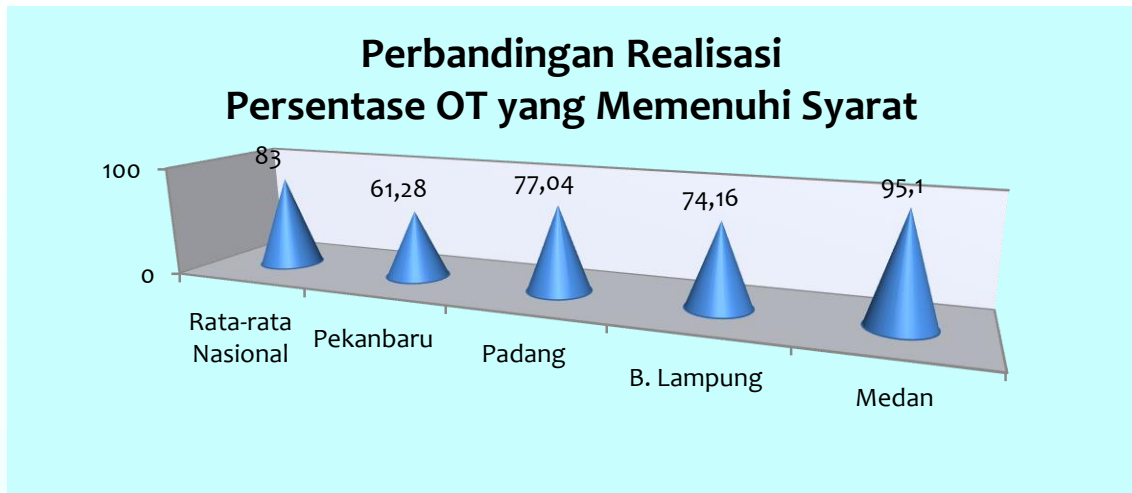 Perbandingan Realisasi
Persentase OT yang Memenuhi Syarat
100
0
83
61,28
77,04
74,16
95,1
Rata-rata
Nasional
Pekanbaru
Padang
B. Lampung
Medan